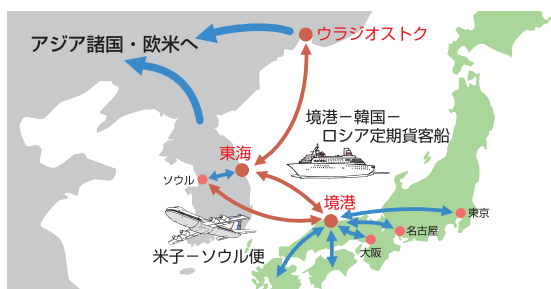 ウラジオストク
アジア諸国・欧米へ
境港－韓国－
ロシア定期貨客船
東海
ソウル
境港
東京
名古屋
大阪
米子－ソウル便